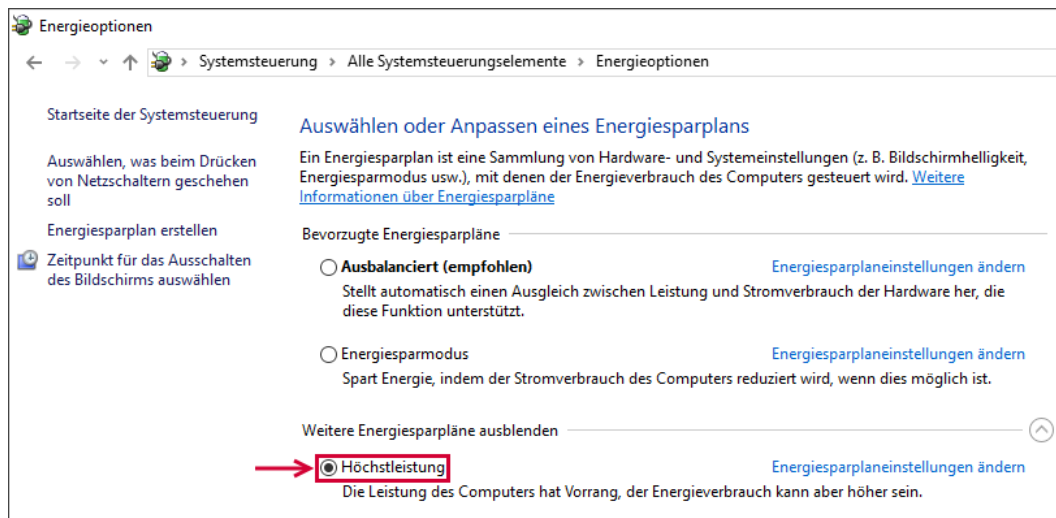 Energieoptionen
Systemsteuerung > Alle Systemsteuerungselemente > Energieoptionen
Startseite der Systemsteuerung
Auswählen, was beim Drücken
von Netzschaltern geschehen
soll
Energiesparplan erstellen
Zeitpunkt für das Ausschalten
des Bildschirms auswählen
Auswählen oder Anpassen eines Energiesparplans
Ein Energiesparplan ist eine Sammlung von Hardware- und Systemeinstellungen (z. B. Bildschirmhelligkeit,
Energiesparmodus usw.), mit denen der Energieverbrauch des Computers gesteuert wird. Weitere
Informationen über Energiesparpläne
Bevorzugte Energiesparpläne
Ausbalanciert (empfohlen) Energiesparplaneinstellungen ändern
Stellt automatisch einen Ausgleich zwischen Leistung und Stromverbrauch der Hardware her, die
diese Funktion unterstützt.
Energiesparmodus Energiesparplaneinstellungen ändern
Spart Energie, indem der Stromverbrauch des Computers reduziert wird, wenn dies möglich ist.
Weitere Energiesparpläne ausblenden
Höchstleistung Energiesparplaneinstellungen ändern
Die Leistung des Computers hat Vorrang, der Energieverbrauch kann aber höher sein.